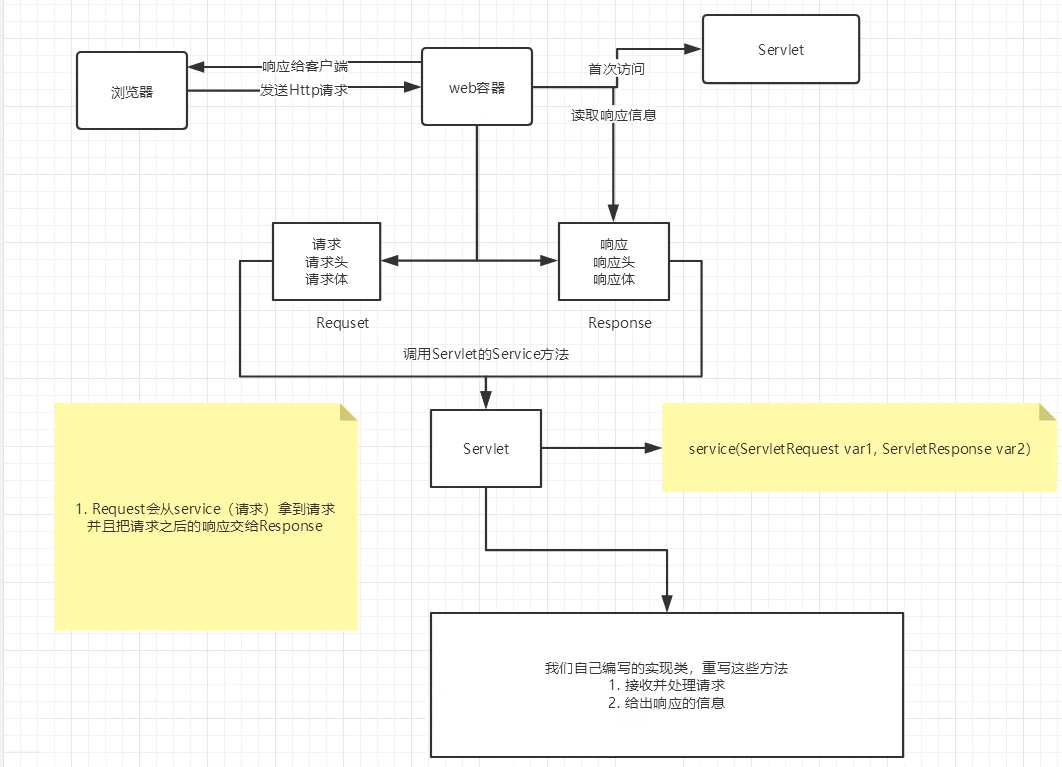 Servlet
响应给客户端
首次访问
浏览器
发送Http请求
web容器
读取响应信息
请求
请求头
请求体
响应
响应头
响应体
Requset
Response
调用Servlet的Service方法
Servlet
service(ServletRequest var1, ServletResponse var2)
1. Request会从service（请求）拿到请求
并且把请求之后的响应交给Response
我们自己编写的实现类，重写这些方法
1. 接收并处理请求
2. 给出响应的信息